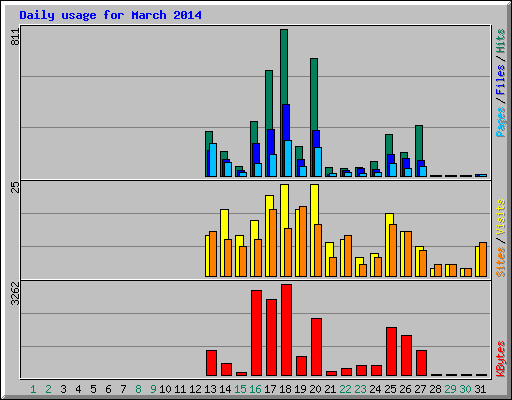 Daily usage for March 2014
811
Pages / Files / Hits
25
Sites / Visits
3262
KBytes
1 2 3 4 5 6 7 8 9 10 11 12 13 14 15 16 17 18 19 20 21 22 23 24 25 26 27 28 29 30 31